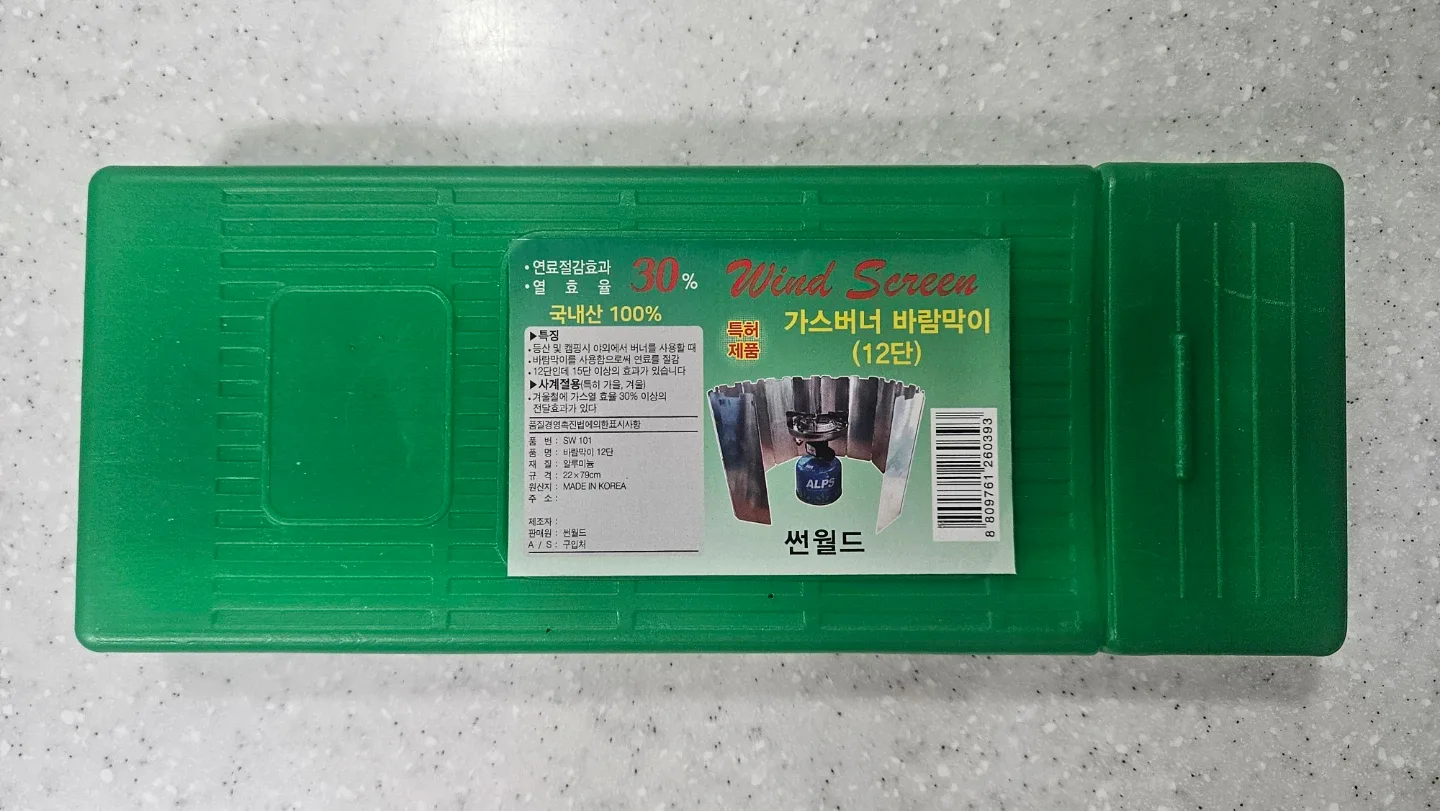 • 연료절감효과
• 열 효 율 30%
국내산 100%
▶특징
• 등산 및 캠핑시 야외에서 버너를 사용할 때
• 바람막이를 사용함으로써 연료를 절감
• 12단인데 15단 이상의 효과가 있습니다
▶사계절용(특히 가을, 겨울)
• 겨울철에 가스열 효율 30% 이상의
전달효과가 있다
품질경영촉진법에의한표시사항
품 번 : SW 101
품 명 : 바람막이 12단
재 질 : 알루미늄
규 격 : 22×79cm
원산지 : MADE IN KOREA
주 소 :
제조자 :
판매원 : 썬월드
A / S : 구입처
Wind Screen
특허
제품
가스버너 바람막이
(12단)
ALPS
썬월드
8 809761 260393